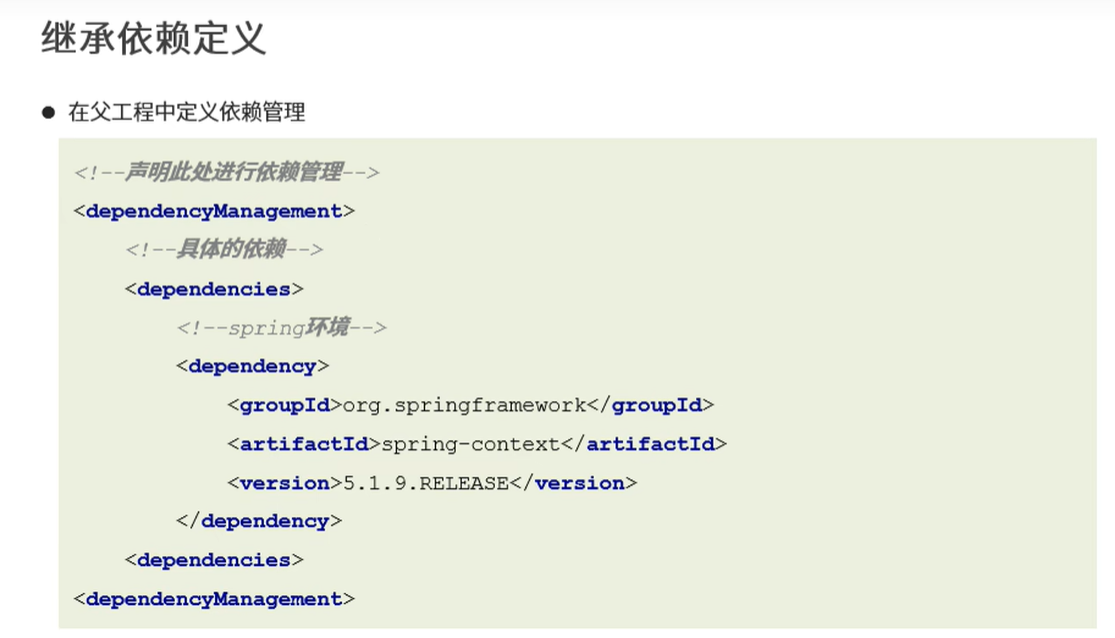 继承依赖定义
● 在父工程中定义依赖管理
<!--声明此处进行依赖管理-->
<dependencyManagement>
    <!--具体的依赖-->
    <dependencies>
        <!--spring环境-->
        <dependency>
            <groupId>org.springframework</groupId>
            <artifactId>spring-context</artifactId>
            <version>5.1.9.RELEASE</version>
        </dependency>
    <dependencies>
<dependencyManagement>